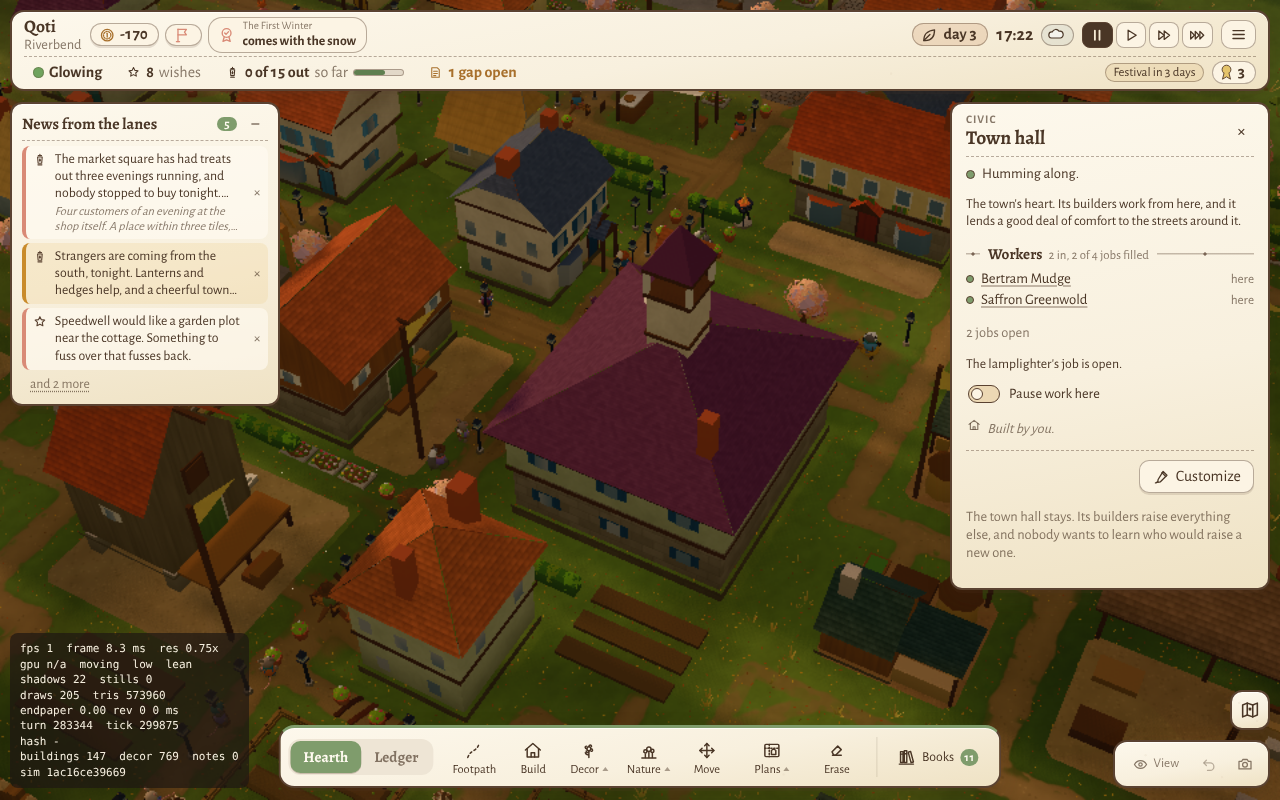 Qoti
Riverbend
-170
The First Winter
comes with the snow
day 3
17:22
Glowing
8 wishes
0 of 15 out so far
1 gap open
Festival in 3 days
3
News from the lanes
5
The market square has had treats
out three evenings running, and
nobody stopped to buy tonight....
Four customers of an evening at the
shop itself. A place within three tiles,...
Strangers are coming from the
south, tonight. Lanterns and
hedges help, and a cheerful town...
Speedwell would like a garden plot
near the cottage. Something to
fuss over that fusses back.
and 2 more
CIVIC
Town hall
Humming along.
The town's heart. Its builders work from here, and it
lends a good deal of comfort to the streets around it.
Workers 2 in, 2 of 4 jobs filled
Bertram Mudge here
Saffron Greenwold here
2 jobs open
The lamplighter's job is open.
Pause work here
Built by you.
Customize
The town hall stays. Its builders raise everything
else, and nobody wants to learn who would raise a
new one.
fps 1 frame 8.3 ms res 0.75x
gpu n/a moving low lean
shadows 22 stills 0
draws 205 tris 573960
endpaper 0.00 rev 0 0 ms
turn 283344 tick 299875
hash -
buildings 147 decor 769 notes 0
sim 1ac16ce39669
Hearth
Ledger
Footpath
Build
Decor
Nature
Move
Plans
Erase
Books 11
View